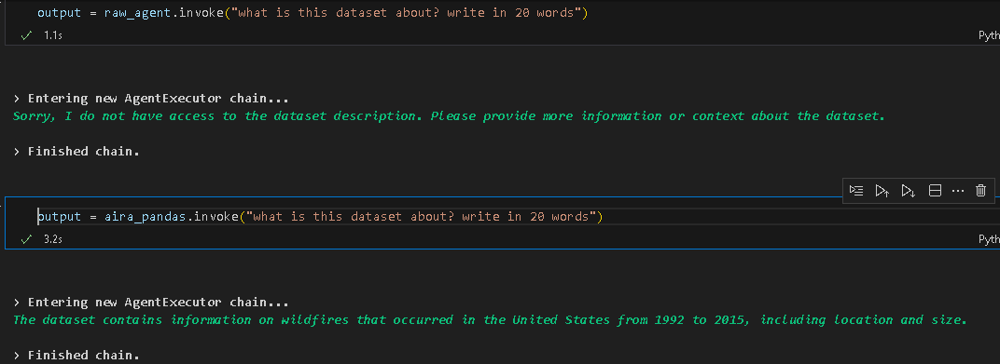 output = raw_agent.invoke("what is this dataset about? write in 20 words")
✓ 1.1s
Pyth
> Entering new AgentExecutor chain...
Sorry, I do not have access to the dataset description. Please provide more information or context about the dataset.
> Finished chain.
output = aira_pandas.invoke("what is this dataset about? write in 20 words")
✓ 3.2s
Pyth
> Entering new AgentExecutor chain...
The dataset contains information on wildfires that occurred in the United States from 1992 to 2015, including location and size.
> Finished chain.